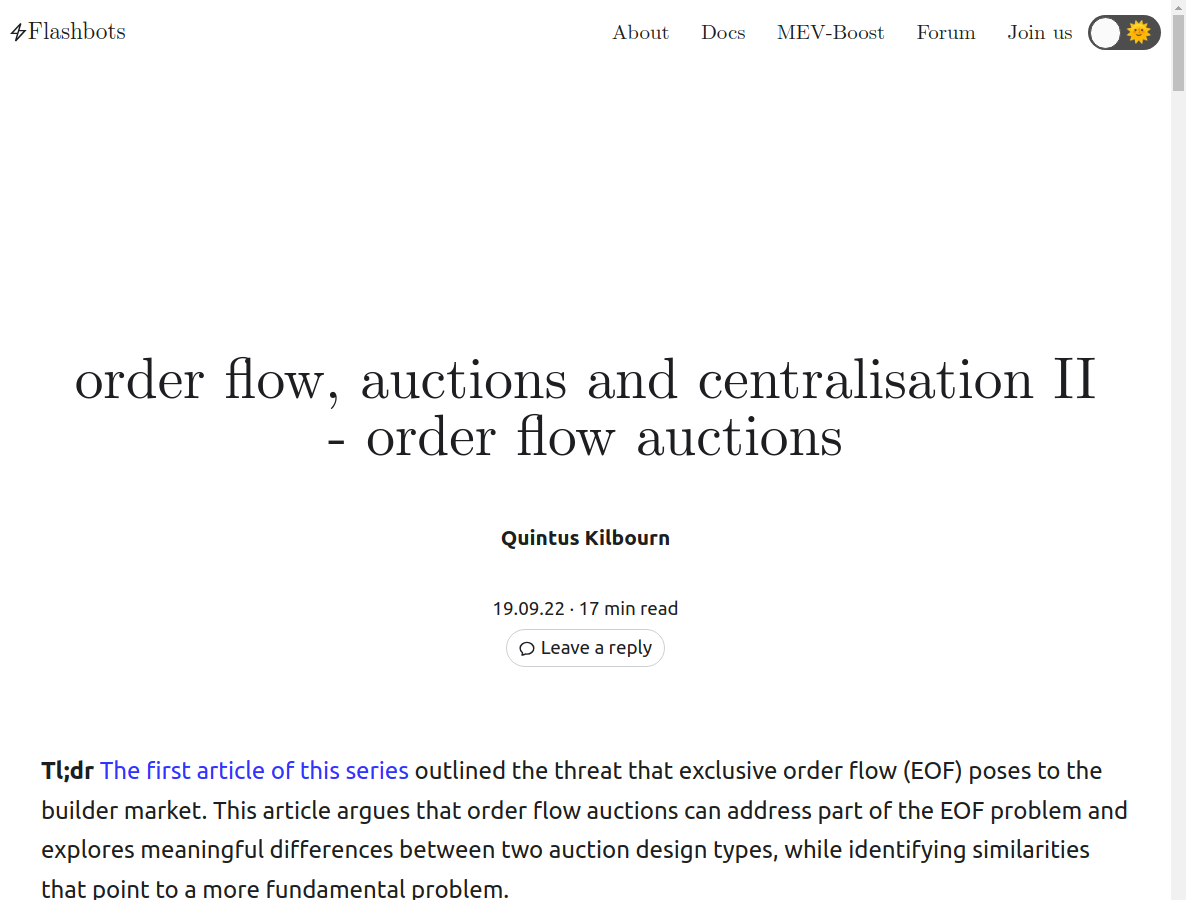 Flashbots
About Docs MEV-Boost Forum Join us
order flow, auctions and centralisation II
- order flow auctions
Quintus Kilbourn
19.09.22 · 17 min read
Leave a reply
Tl;dr The first article of this series outlined the threat that exclusive order flow (EOF) poses to the
builder market. This article argues that order flow auctions can address part of the EOF problem and
explores meaningful differences between two auction design types, while identifying similarities
that point to a more fundamental problem.